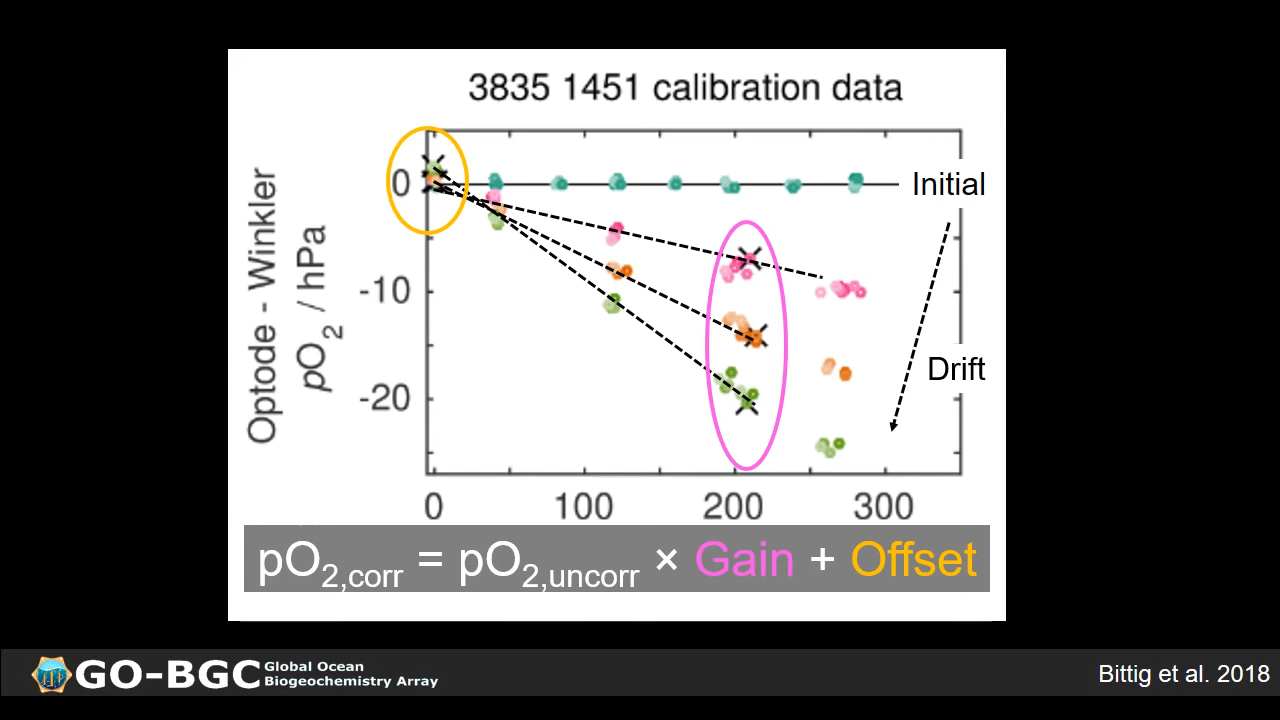 3835 1451 calibration data
Optode - Winkler
pO2 / hPa
0
-10
-20
Initial
Drift
0 100 200 300
pO2,corr = pO2,uncorr × Gain + Offset
GO-BGC Global Ocean
Biogeochemistry Array
Bittig et al. 2018